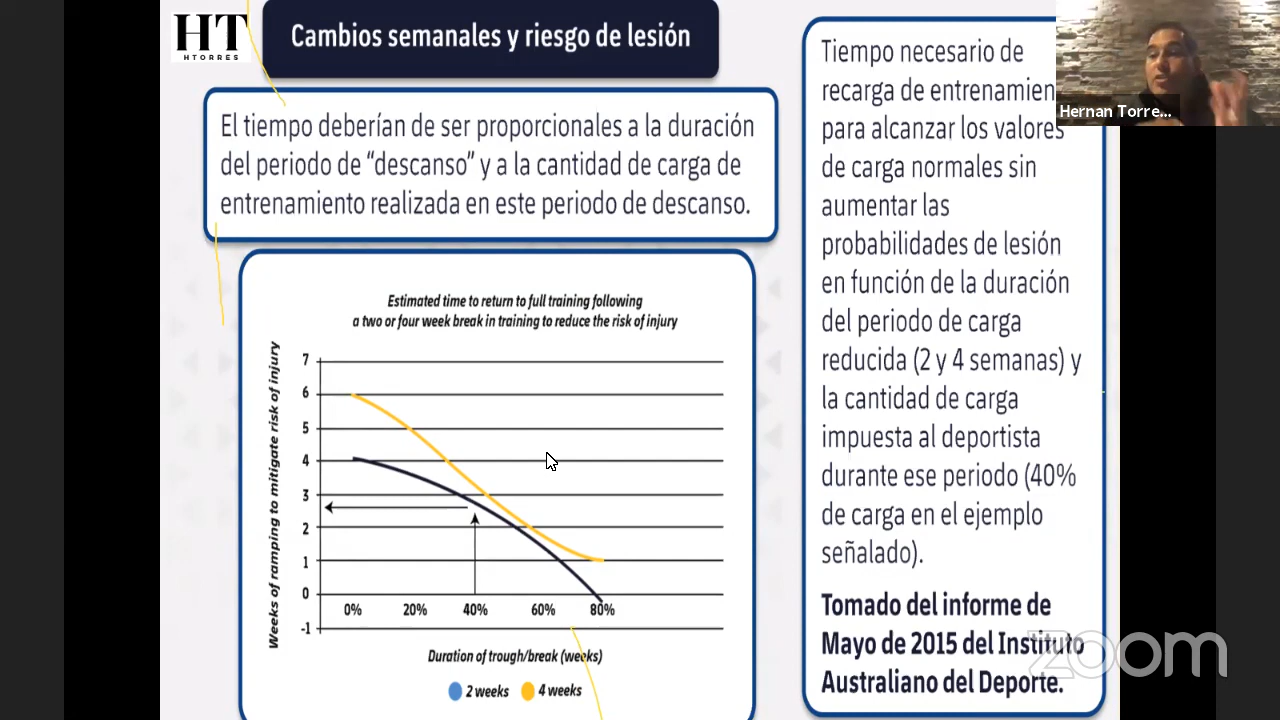 HT
HTORRES
Cambios semanales y riesgo de lesión
El tiempo deberían de ser proporcionales a la duración
del periodo de “descanso” y a la cantidad de carga de
entrenamiento realizada en este periodo de descanso.
Estimated time to return to full training following
a two or four week break in training to reduce the risk of injury
Weeks of ramping to mitigate risk of injury
7
6
5
4
3
2
1
0
-1
0% 20% 40% 60% 80%
Duration of trough/break (weeks)
2 weeks 4 weeks
Tiempo necesario de
recarga de entrenamien
para alcanzar los valores
de carga normales sin
aumentar las
probabilidades de lesión
en función de la duración
del periodo de carga
reducida (2 y 4 semanas) y
la cantidad de carga
impuesta al deportista
durante ese periodo (40%
de carga en el ejemplo
señalado).
Tomado del informe de
Mayo de 2015 del Instituto
Australiano del Deporte.
Hernan Torre...
zoom